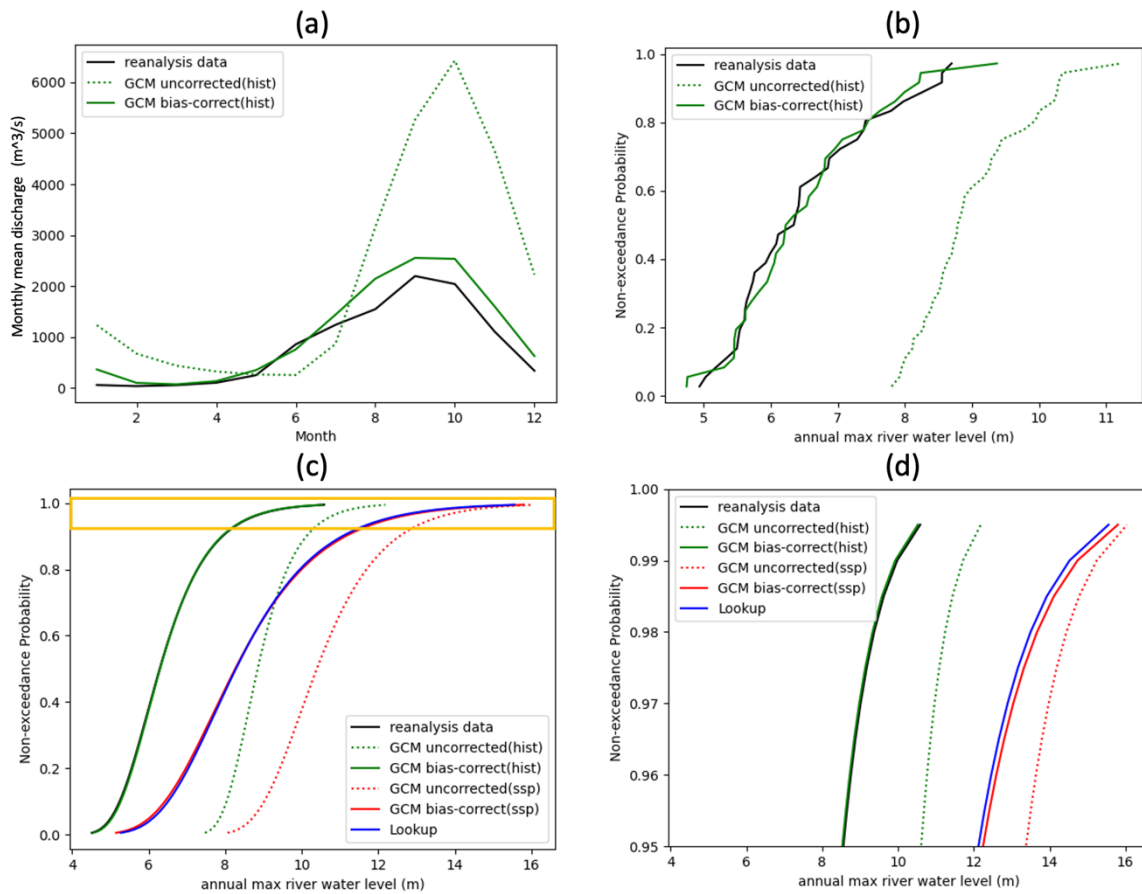 (a)
reanalysis data
GCM uncorrected(hist)
GCM bias-correct(hist)
Monthly mean discharge (m^3/s)
6000
5000
4000
3000
2000
1000
0
2
4
6
8
10
12
Month
(b)
reanalysis data
GCM uncorrected(hist)
GCM bias-correct(hist)
Non-exceedance Probability
1.0
0.8
0.6
0.4
0.2
0.0
5
6
7
8
9
10
11
annual max river water level (m)
(c)
Non-exceedance Probability
1.0
0.8
0.6
0.4
0.2
0.0
reanalysis data
GCM uncorrected(hist)
GCM bias-correct(hist)
GCM uncorrected(ssp)
GCM bias-correct(ssp)
Lookup
4
6
8
10
12
14
16
annual max river water level (m)
(d)
reanalysis data
GCM uncorrected(hist)
GCM bias-correct(hist)
GCM uncorrected(ssp)
GCM bias-correct(ssp)
Lookup
Non-exceedance Probability
1.00
0.99
0.98
0.97
0.96
0.95
4
6
8
10
12
14
16
annual max river water level (m)